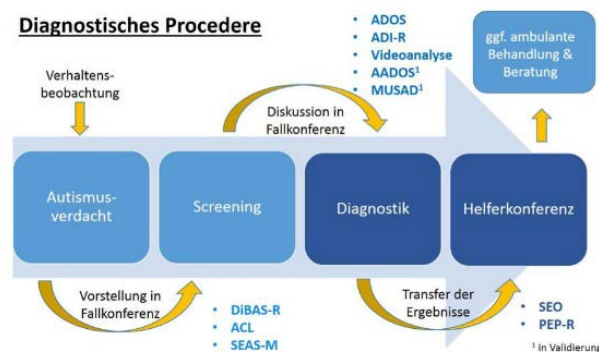 Diagnostisches Procedere
Verhaltens-
beobachtung
• ADOS
• ADI-R
• Videoanalyse
• AADOS¹
• MUSAD¹
ggf. ambulante
Behandlung &
Beratung
Diskussion in
Fallkonferenz
Autismus-
verdacht
Screening
Diagnostik
Helferkonferenz
Vorstellung in
Fallkonferenz
• DiBAS-R
• ACL
• SEAS-M
Transfer der
Ergebnisse
• SEO
• PEP-R
¹ in Validierung